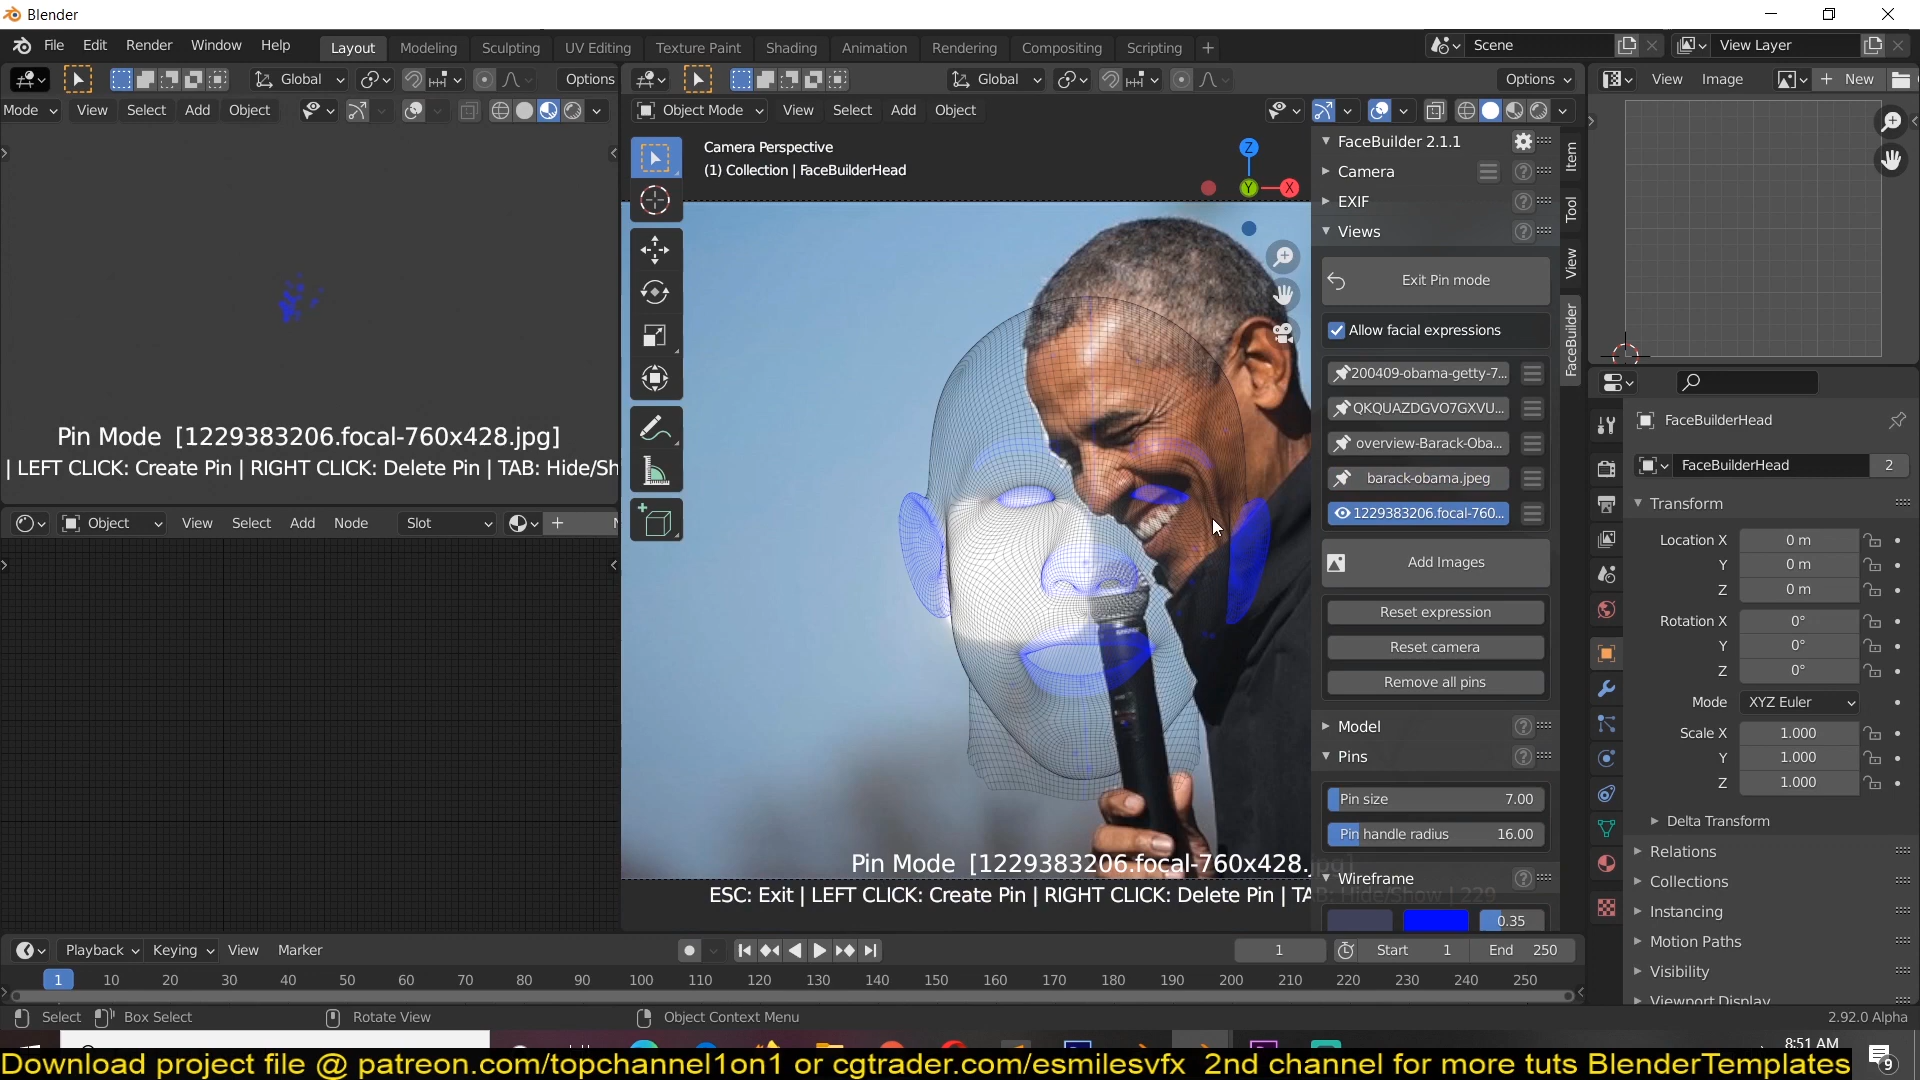 Blender
File Edit Render Window Help
Layout Modeling Sculpting UV Editing Texture Paint Shading Animation Rendering Compositing Scripting +
Scene
View Layer
Global
Options
Global
Options
View Image
New
Mode View Select Add Object
Object Mode View Select Add Object
Camera Perspective
(1) Collection | FaceBuilderHead
Z
Y
X
FaceBuilder 2.1.1
Camera
EXIF
Views
Exit Pin mode
Allow facial expressions
200409-obama-getty-7...
QKQUAZDGVO7GXVU...
overview-Barack-Oba...
barack-obama.jpeg
1229383206.focal-760...
Add Images
Reset expression
Reset camera
Remove all pins
Model
Pins
Pin size 7.00
Pin handle radius 16.00
Wireframe
0.35
Item
Tool
View
FaceBuilder
Pin Mode [1229383206.focal-760x428.jpg]
| LEFT CLICK: Create Pin | RIGHT CLICK: Delete Pin | TAB: Hide/Sh
Object View Select Add Node Slot
Pin Mode [1229383206.focal-760x428.jpg]
ESC: Exit | LEFT CLICK: Create Pin | RIGHT CLICK: Delete Pin | TAB: Hide/Show | 229
FaceBuilderHead
FaceBuilderHead 2
Transform
Location X 0 m
Y 0 m
Z 0 m
Rotation X 0°
Y 0°
Z 0°
Mode XYZ Euler
Scale X 1.000
Y 1.000
Z 1.000
Delta Transform
Relations
Collections
Instancing
Motion Paths
Visibility
Viewport Display
Playback Keying View Marker
1
Start 1 End 250
1 10 20 30 40 50 60 70 80 90 100 110 120 130 140 150 160 170 180 190 200 210 220 230 240 250
Select Box Select Rotate View Object Context Menu
2.92.0 Alpha
8:51 AM
9
Download project file @ patreon.com/topchannel1on1 or cgtrader.com/esmilesvfx 2nd channel for more tuts BlenderTemplates